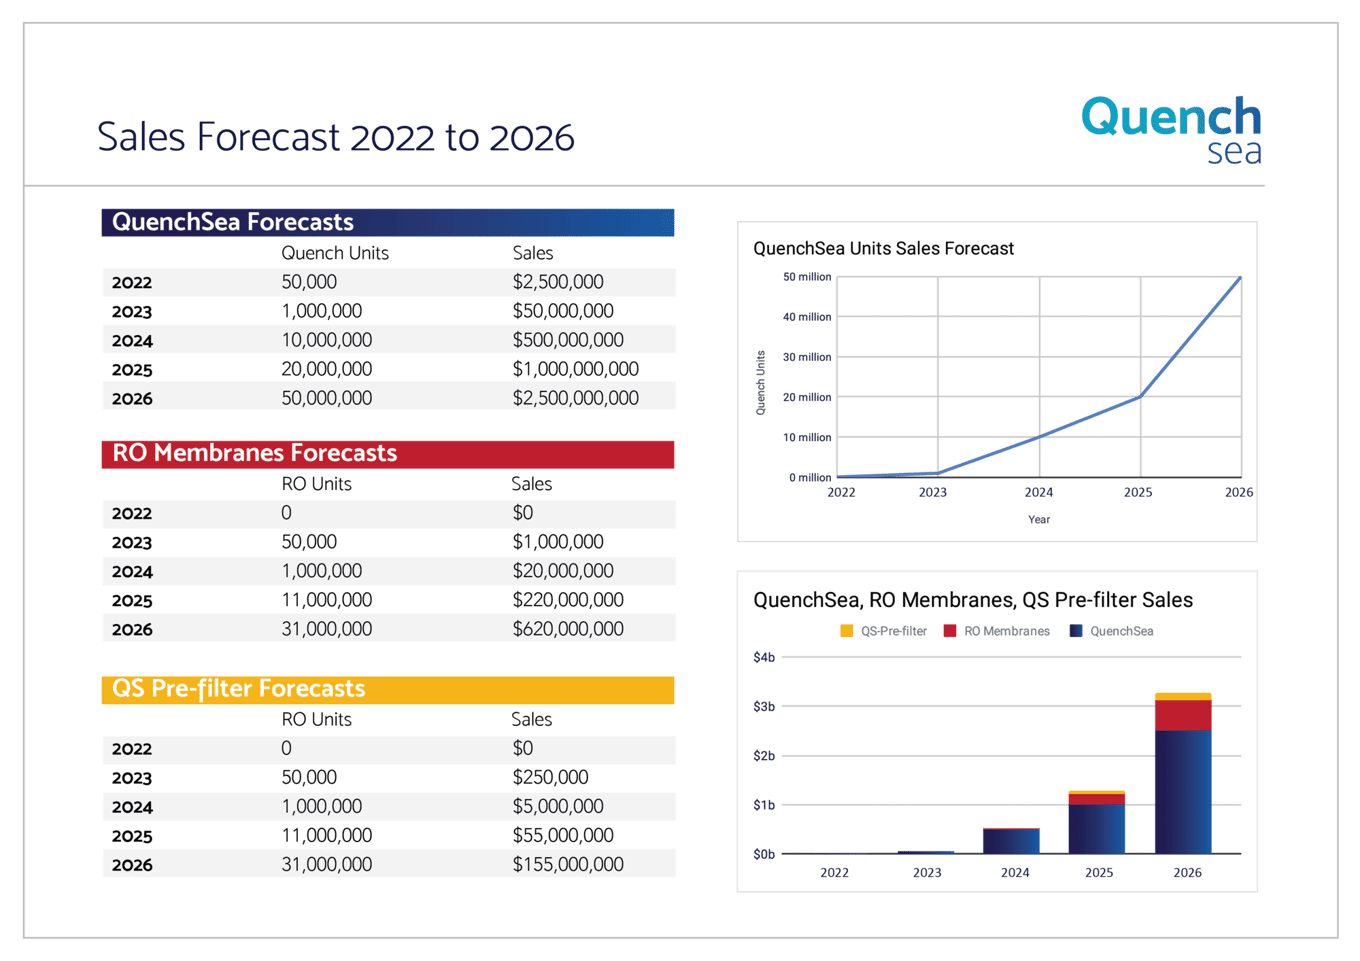 Sales Forecast 2022 to 2026
Quench
sea
QuenchSea Forecasts
Quench Units Sales
2022 50,000 $2,500,000
2023 1,000,000 $50,000,000
2024 10,000,000 $500,000,000
2025 20,000,000 $1,000,000,000
2026 50,000,000 $2,500,000,000
RO Membranes Forecasts
RO Units Sales
2022 0 $0
2023 50,000 $1,000,000
2024 1,000,000 $20,000,000
2025 11,000,000 $220,000,000
2026 31,000,000 $620,000,000
QS Pre-filter Forecasts
RO Units Sales
2022 0 $0
2023 50,000 $250,000
2024 1,000,000 $5,000,000
2025 11,000,000 $55,000,000
2026 31,000,000 $155,000,000
QuenchSea Units Sales Forecast
50 million
40 million
30 million
20 million
10 million
0 million
Quench Units
2022 2023 2024 2025 2026
Year
QuenchSea, RO Membranes, QS Pre-filter Sales
QS-Pre-filter RO Membranes QuenchSea
$4b
$3b
$2b
$1b
$0b
2022 2023 2024 2025 2026